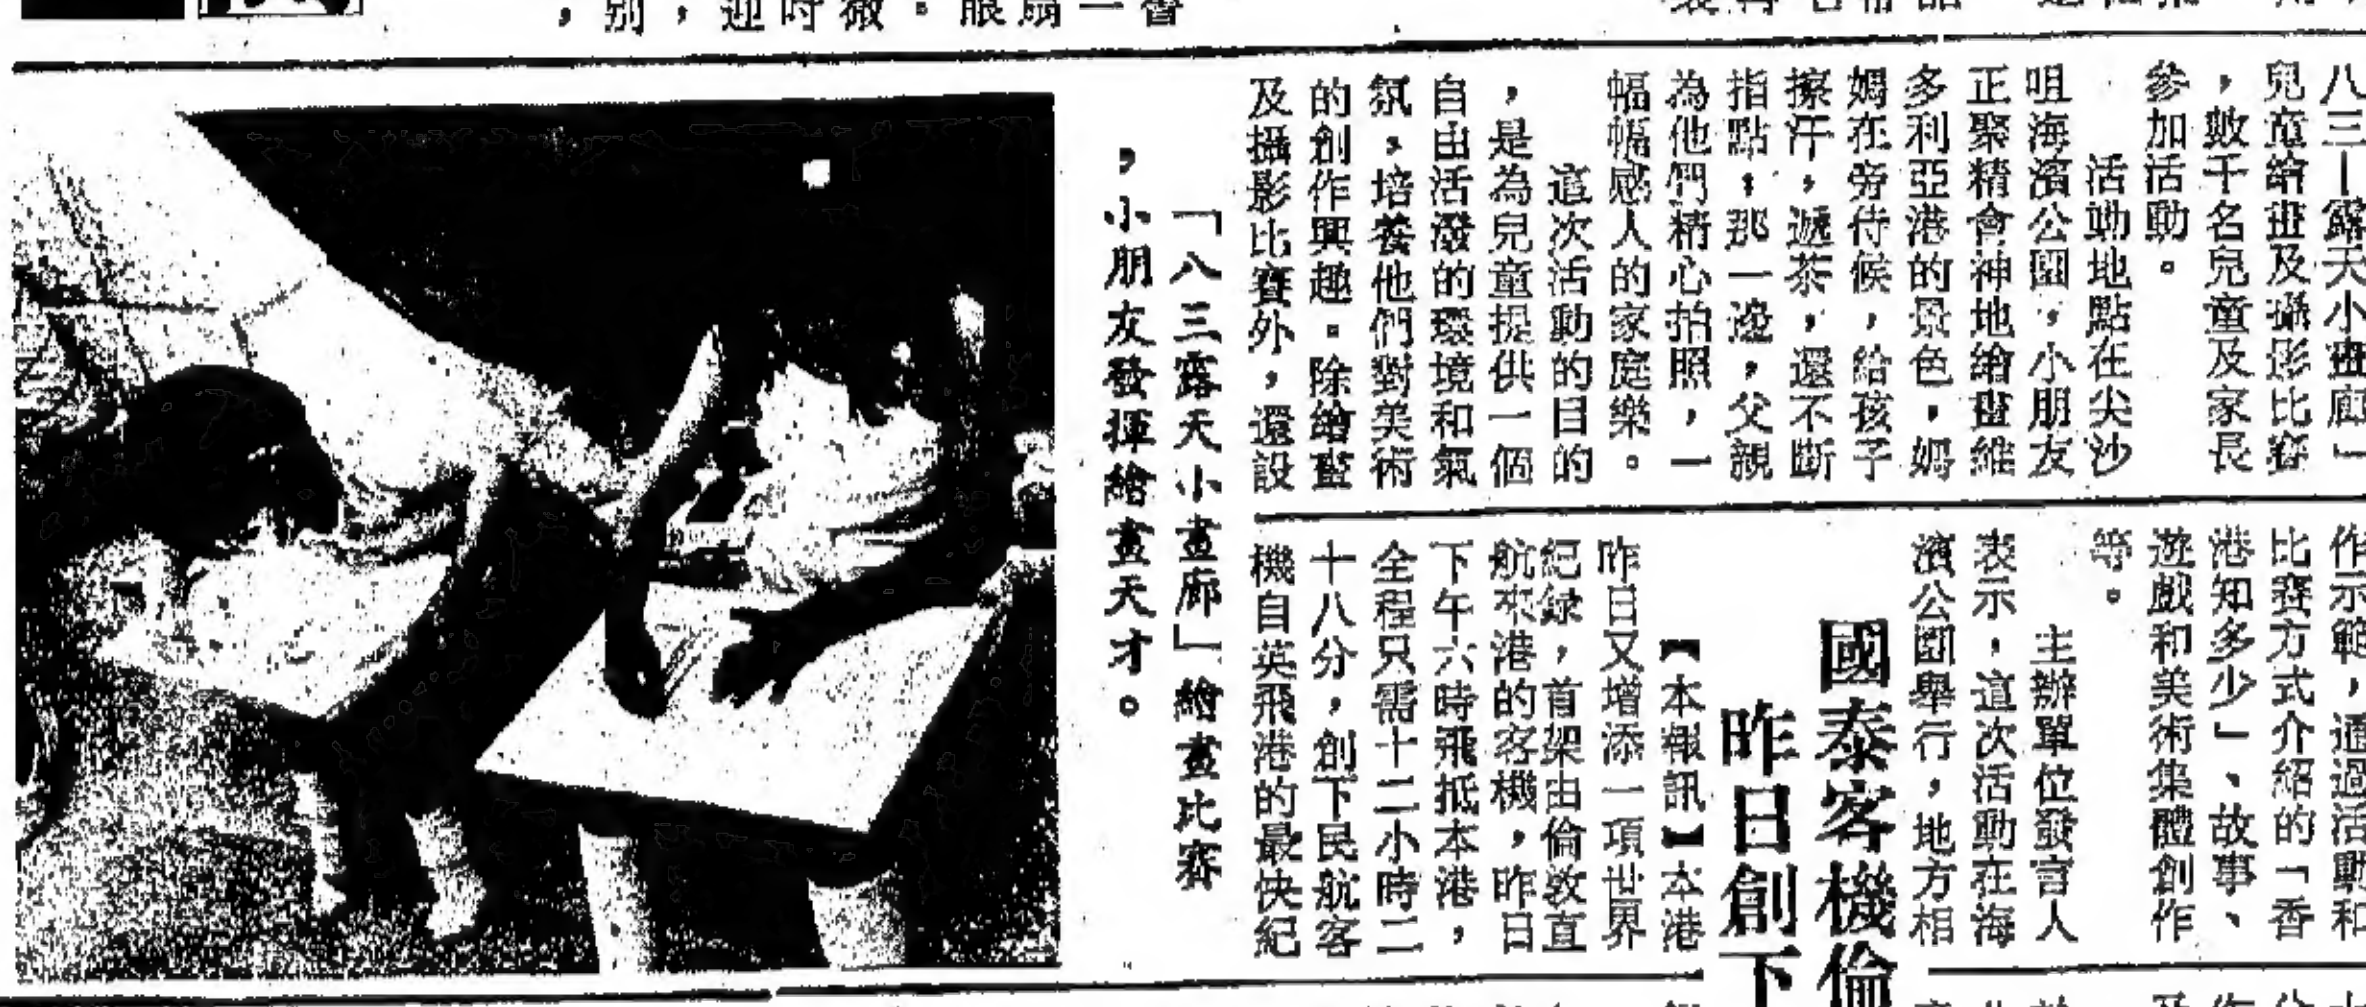 八三—露天小畫廊」
兒童繪畫及攝影比賽
，數千名兒童及家長
參加活動。
活動地點在尖沙
咀海濱公園，小朋友
正聚精會神地繪畫維
多利亞港的景色，媽
媽在旁侍候，給孩子
擦汗，遞茶，還不斷
指點；那一邊，父親
為他們精心拍照，一
幅幅感人的家庭樂。
這次活動的目的
，是為兒童提供一個
自由活潑的環境和氣
氛，培養他們對美術
的創作興趣。除繪畫
及攝影比賽外，還設
「八三露天小畫廊」繪畫比賽
，小朋友發揮繪畫天才。
作示範，通過活動和
比賽方式介紹的「香
港知多少」、故事、
遊戲和美術集體創作
等。
主辦單位發言人
表示，這次活動在海
濱公園舉行，地方相
國泰客機倫
昨日創下
【本報訊】本港
昨日又增添一項世界
紀錄，首架由倫敦直
航來港的客機，昨日
下午六時飛抵本港，
全程只需十二小時二
十八分，創下民航客
機自英飛港的最快紀